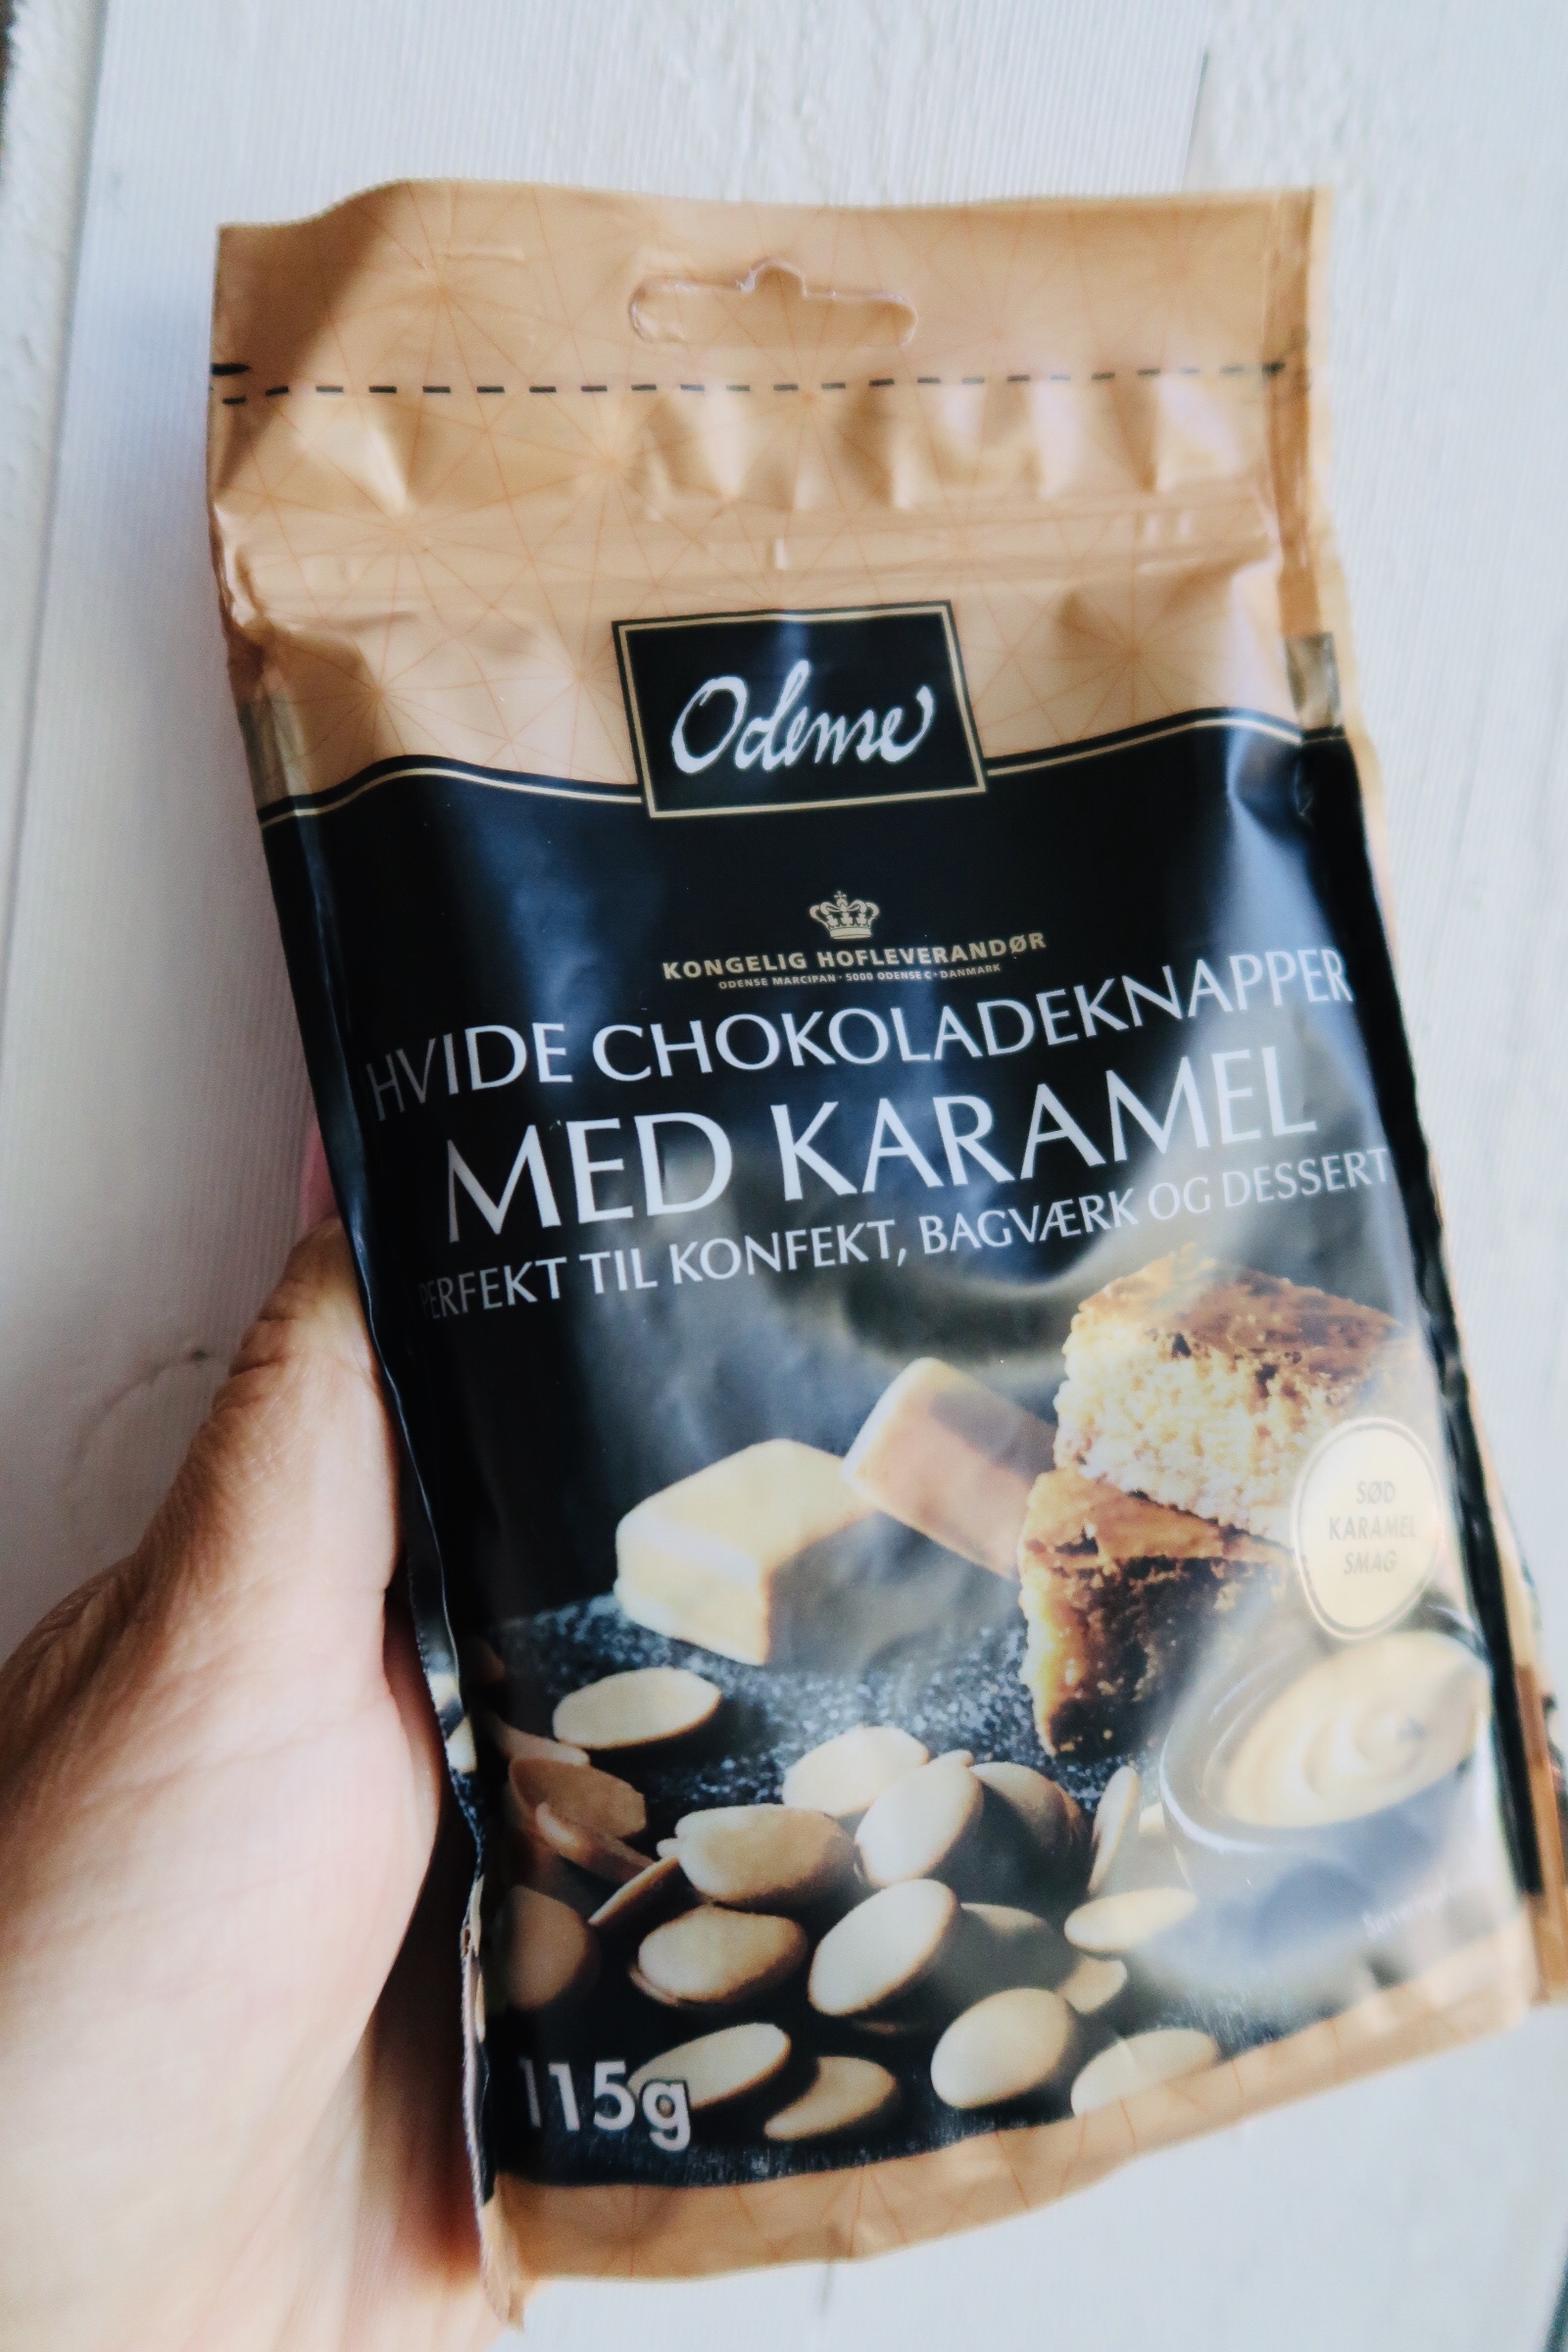 Odense
KONGELIG HOFLEVERANDØR
ODENSE MARCIPAN · 5000 ODENSE C · DANMARK
HVIDE CHOKOLADEKNAPPER
MED KARAMEL
PERFEKT TIL KONFEKT, BAGVÆRK OG DESSERT
SØD
KARAMEL
SMAG
115g